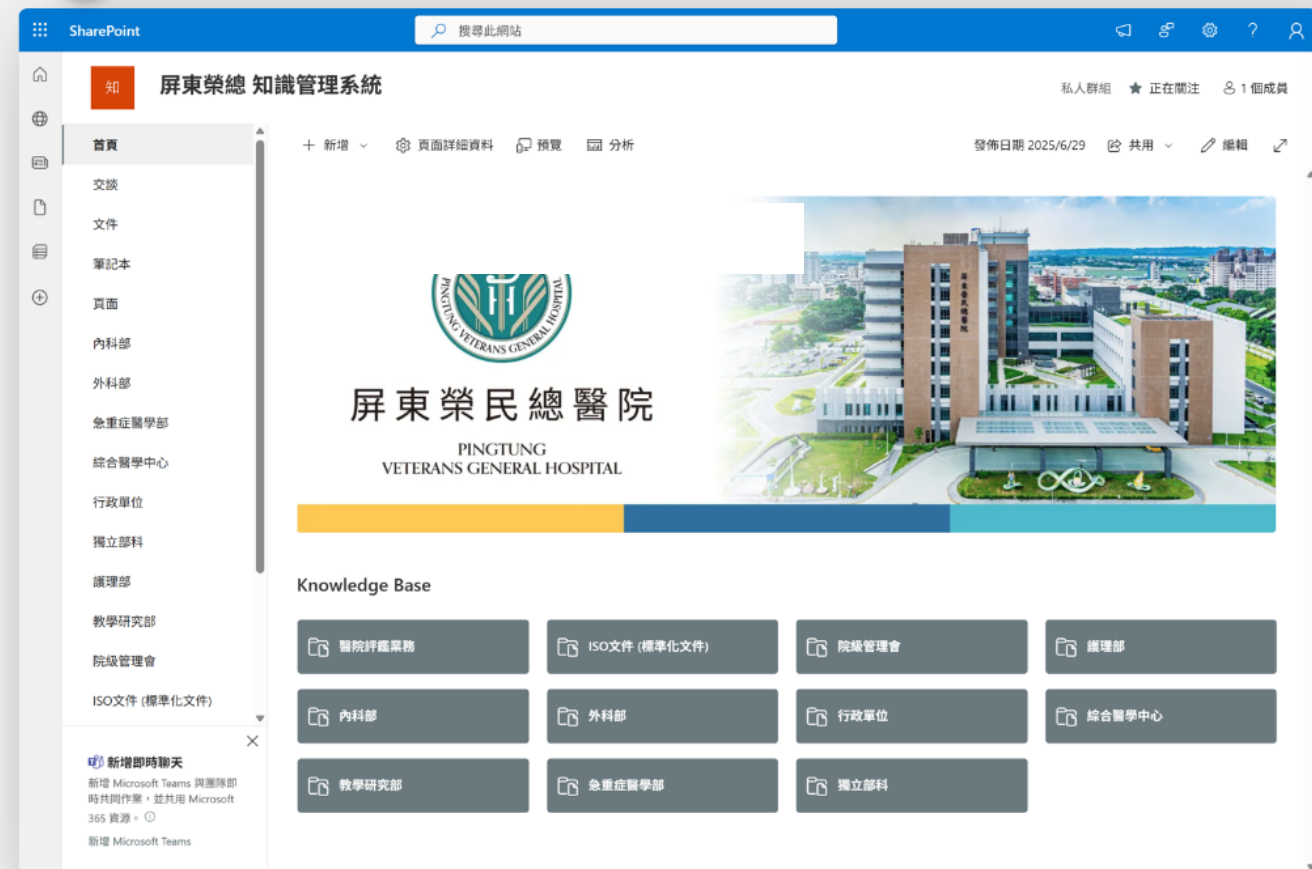 SharePoint
搜尋此網站
知
屏東榮總 知識管理系統
私人群組
正在關注
1 個成員
首頁
交談
文件
筆記本
頁面
內科部
外科部
急重症醫學部
綜合醫學中心
行政單位
獨立部科
護理部
教學研究部
院級管理會
ISO文件 (標準化文件)
新增即時聊天
新增 Microsoft Teams 與團隊即
時共同作業，並共用 Microsoft
365 資源。
新增 Microsoft Teams
新增
頁面詳細資料
預覽
分析
發佈日期 2025/6/29
共用
編輯
PINGTUNG VETERANS GENERAL HOSPITAL
屏東榮民總醫院
PINGTUNG
VETERANS GENERAL HOSPITAL
屏東榮民總醫院
Knowledge Base
醫院評鑑業務
ISO文件 (標準化文件)
院級管理會
護理部
內科部
外科部
行政單位
綜合醫學中心
教學研究部
急重症醫學部
獨立部科